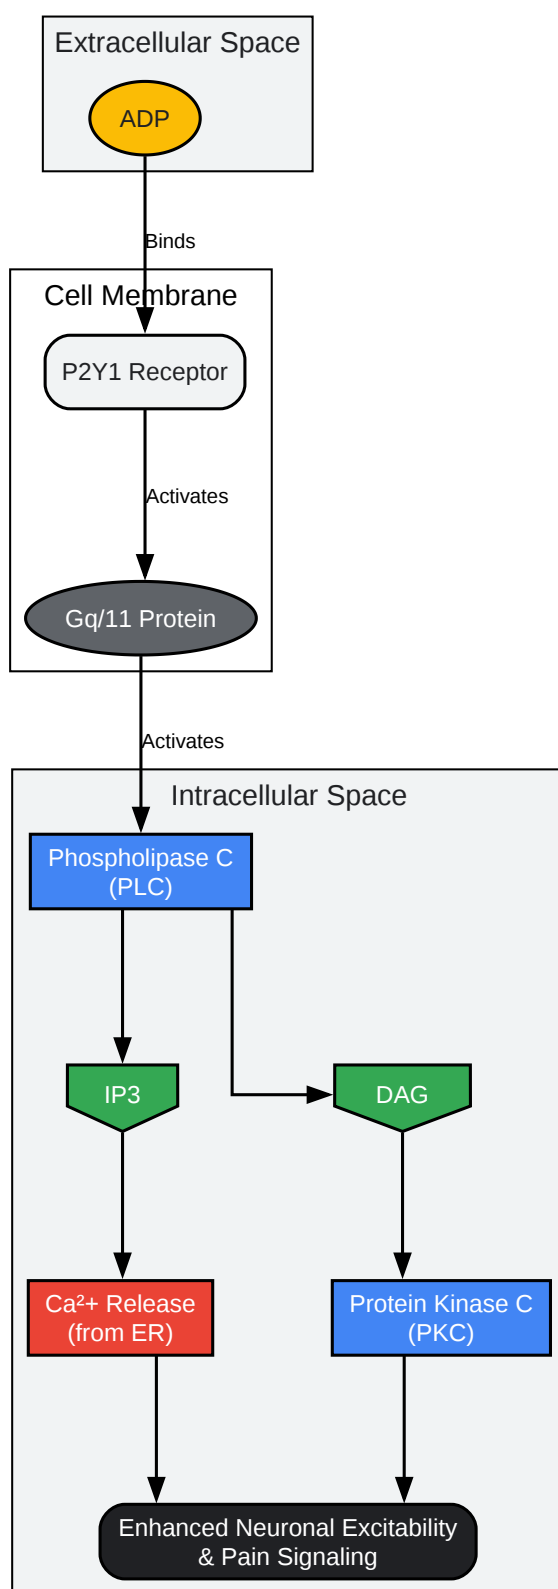 Extracellular Space
ADP
Binds
Cell Membrane
P2Y1 Receptor
Activates
Gq/11 Protein
Activates
Intracellular Space
Phospholipase C
(PLC)
IP3
DAG
Ca²+ Release
(from ER)
Protein Kinase C
(PKC)
Enhanced Neuronal Excitability
& Pain Signaling